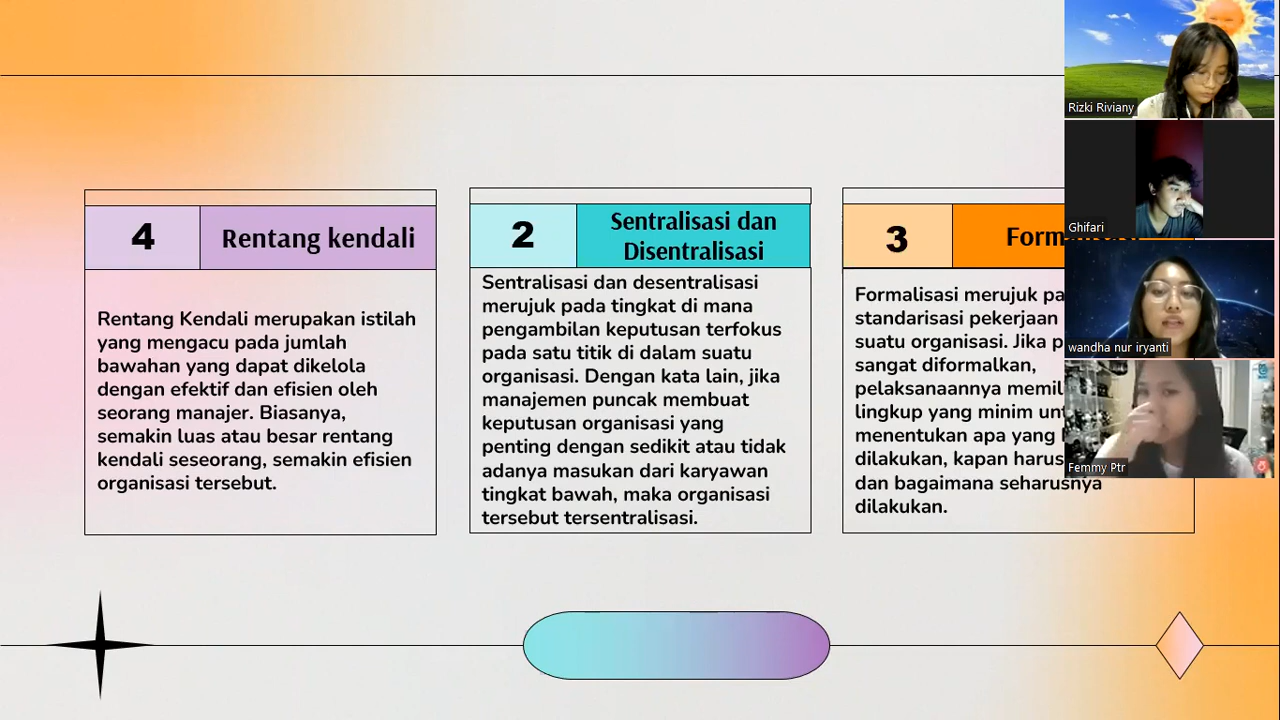 4
Rentang kendali
Rentang Kendali merupakan istilah
yang mengacu pada jumlah
bawahan yang dapat dikelola
dengan efektif dan efisien oleh
seorang manajer. Biasanya,
semakin luas atau besar rentang
kendali seseorang, semakin efisien
organisasi tersebut.
2
Sentralisasi dan
Disentralisasi
Sentralisasi dan desentralisasi
merujuk pada tingkat di mana
pengambilan keputusan terfokus
pada satu titik di dalam suatu
organisasi. Dengan kata lain, jika
manajemen puncak membuat
keputusan organisasi yang
penting dengan sedikit atau tidak
adanya masukan dari karyawan
tingkat bawah, maka organisasi
tersebut tersentralisasi.
3
Formalisasi merujuk
standarisasi pekerjaan
suatu organisasi. Jika
sangat diformalkan,
pelaksanaannya
lingkup yang minim
menentukan apa yang
dilakukan, kapan harus
dan bagaimana seharusnya
dilakukan.
Rizki Riviany
Ghifari
wandha nur iryanti
Femmy Ptr